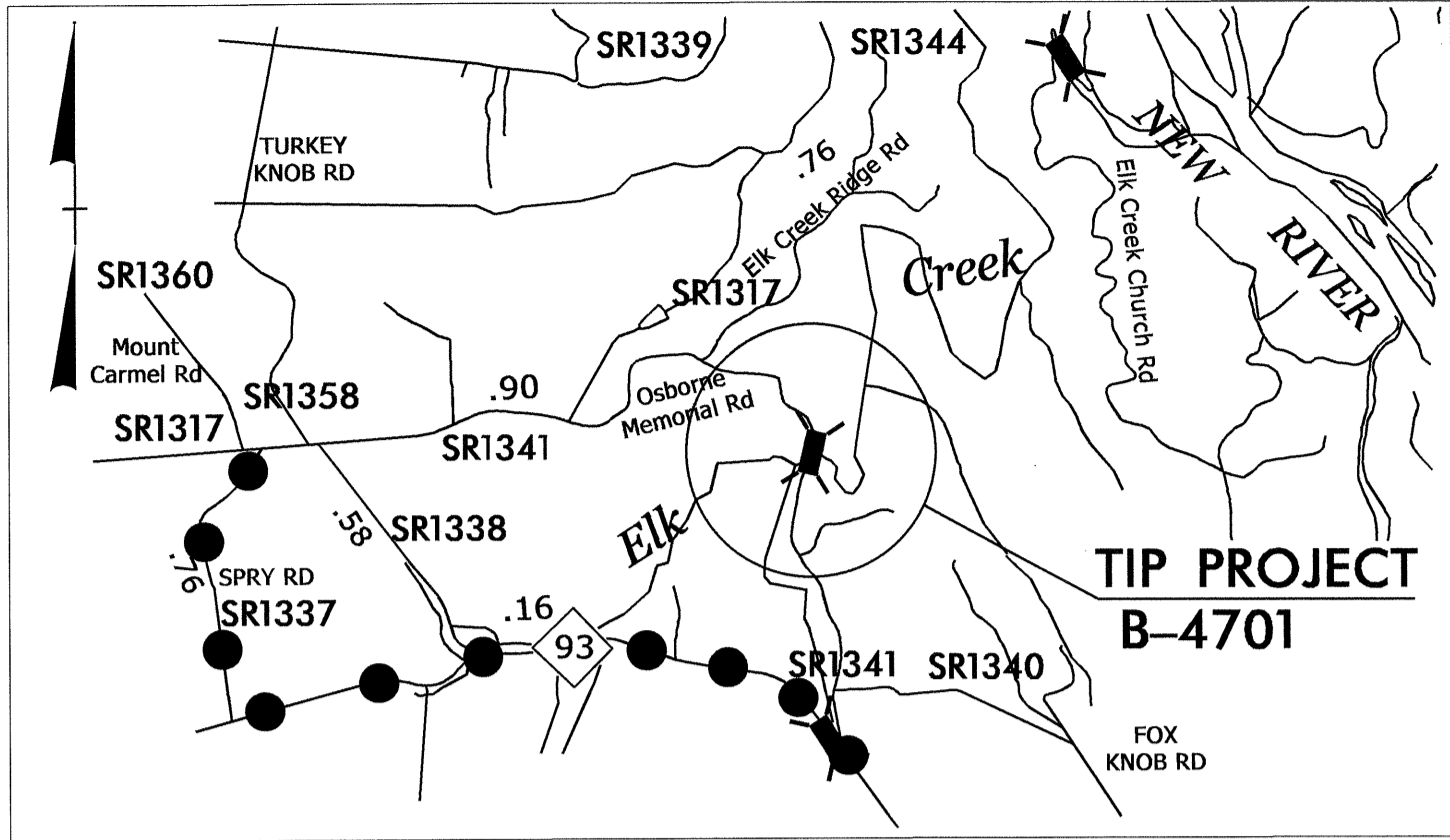 SR1339
SR1344
TURKEY
KNOB RD
.76
Elk Creek Ridge Rd
NEW
RIVER
Elk Creek Church Rd
Creek
SR1360
SR1317
Mount
Carmel Rd
SR1358
.90
Osborne
Memorial Rd
SR1317
SR1341
.58
SR1338
Elk
.76
SPRY RD
SR1337
.16
93
TIP PROJECT
B-4701
SR1341
SR1340
FOX
KNOB RD